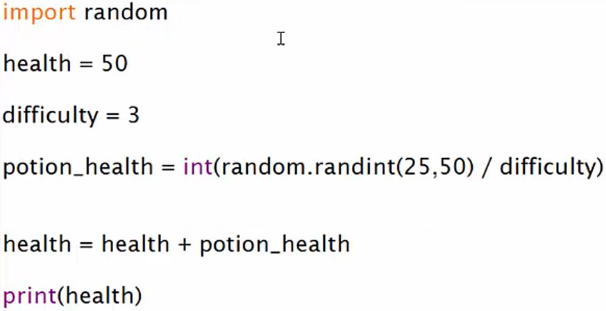 import random
health = 50
difficulty = 3
potion_health = int(random.randint(25,50) / difficulty)
health = health + potion_health
print(health)